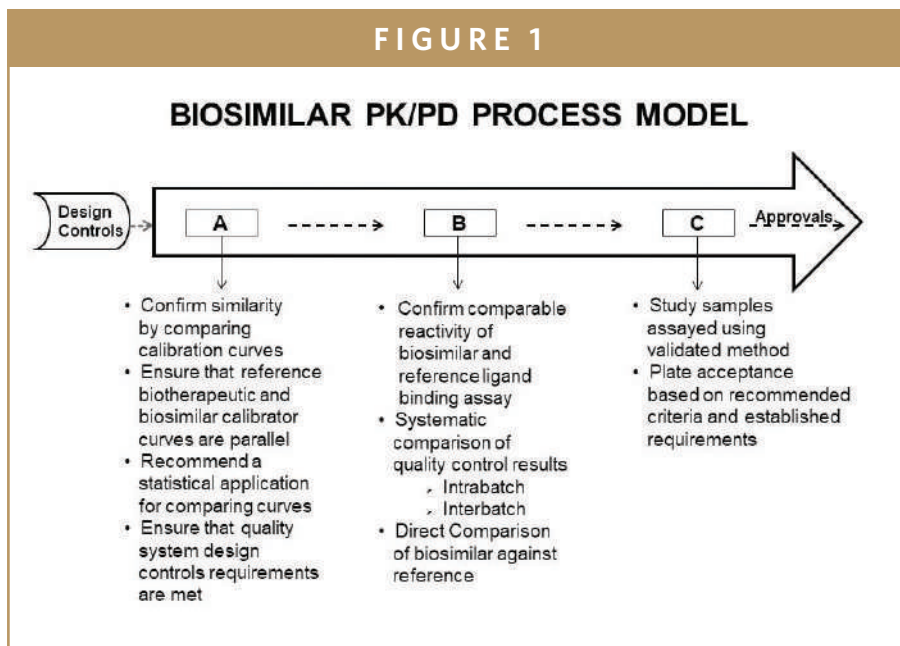 FIGURE 1
BIOSIMILAR PK/PD PROCESS MODEL
Design
Controls
A
B
C
Approvals
• Confirm similarity
by comparing
calibration curves
• Ensure that reference
biotherapeutic and
biosimilar calibrator
curves are parallel
• Recommend a
statistical application
for comparing curves
• Ensure that quality
system design
controls requirements
are met
• Confirm comparable
reactivity of
biosimilar and
reference ligand
binding assay
• Systematic
comparison of
quality control results
Intrabatch
Interbatch
• Direct Comparison
of biosimilar against
reference
• Study samples
assayed using
validated method
• Plate acceptance
based on recommended
criteria and established
requirements